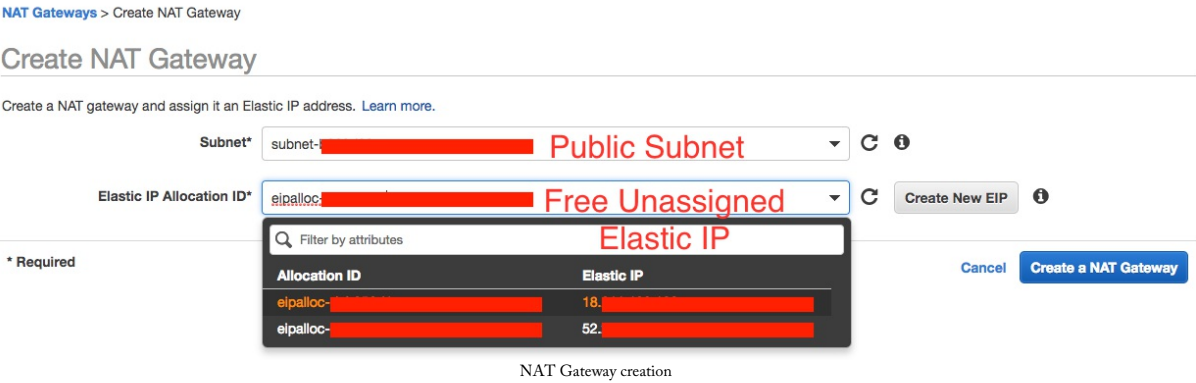 NAT Gateways > Create NAT Gateway
Create NAT Gateway
Create a NAT gateway and assign it an Elastic IP address. Learn more.
Subnet* subnet- Public Subnet
Elastic IP Allocation ID* eipalloc- Free Unassigned Create New EIP
Elastic IP
Filter by attributes
* Required
Allocation ID Elastic IP
Cancel Create a NAT Gateway
eipalloc- 18.
eipalloc- 52.
NAT Gateway creation